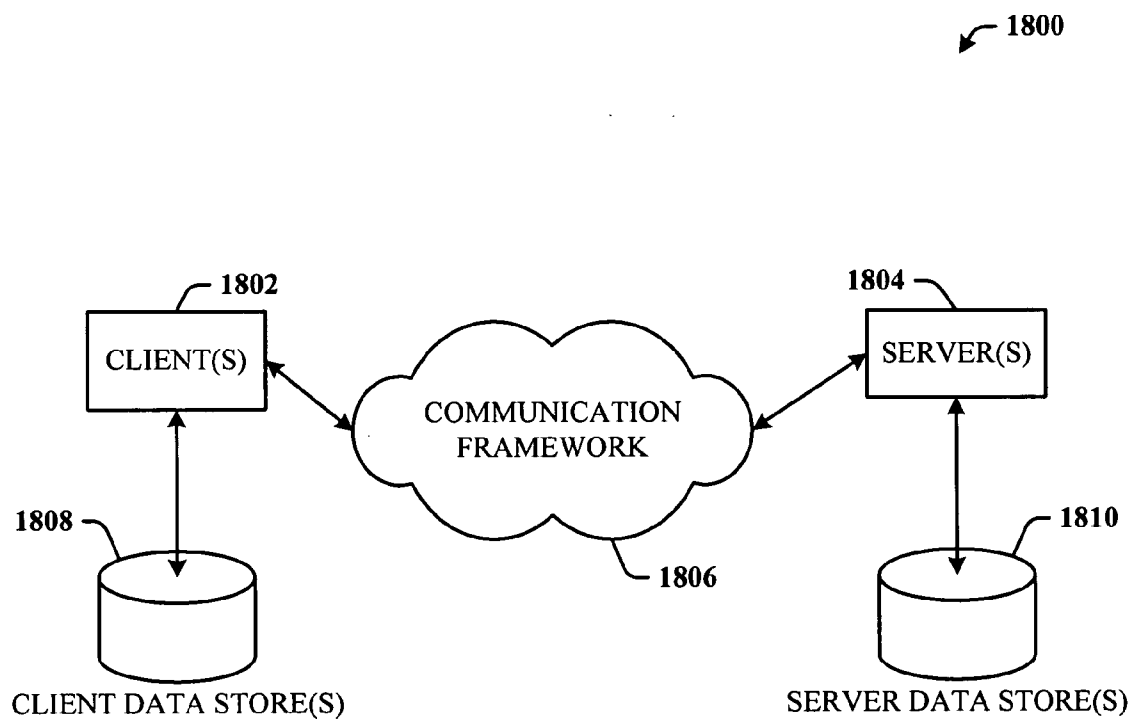 1800
1802
1804
CLIENT(S)
SERVER(S)
COMMUNICATION
FRAMEWORK
1808
1810
1806
CLIENT DATA STORE(S)
SERVER DATA STORE(S)